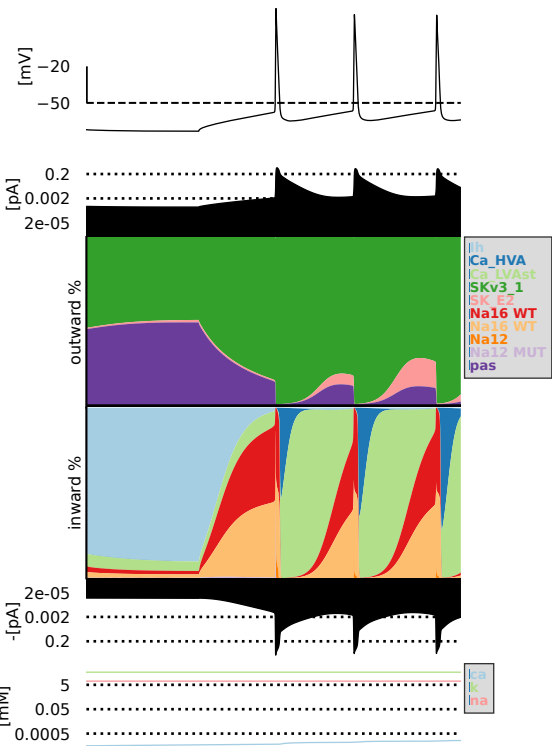 [mV]
−20
−50
[pA]
0.2
0.002
2e-05
outward %
Ih
Ca_HVA
Ca_LVAst
SKv3_1
SK_E2
Na16 WT
Na16 WT
Na12
Na12 MUT
pas
inward %
-[pA]
2e-05
0.002
0.2
[mM]
5
0.05
0.0005
ca
k
na